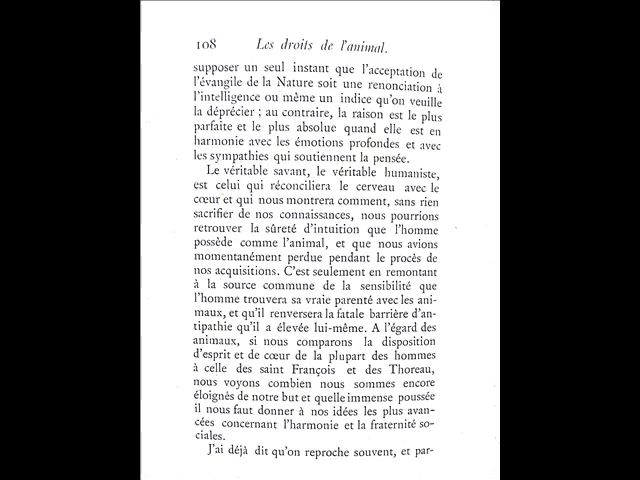 108 Les droits de l'animal.
supposer un seul instant que l'acceptation de
l'évangile de la Nature soit une renonciation à
l'intelligence ou même un indice qu'on veuille
la déprécier ; au contraire, la raison est le plus
parfaite et le plus absolue quand elle est en
harmonie avec les émotions profondes et avec
les sympathies qui soutiennent la pensée.
Le véritable savant, le véritable humaniste,
est celui qui réconciliera le cerveau avec le
cœur et qui nous montrera comment, sans rien
sacrifier de nos connaissances, nous pourrions
retrouver la sûreté d'intuition que l'homme
possède comme l'animal, et que nous avions
momentanément perdue pendant le procès de
nos acquisitions. C'est seulement en remontant
à la source commune de la sensibilité que
l'homme trouvera sa vraie parenté avec les ani-
maux, et qu'il renversera la fatale barrière d'an-
tipathie qu'il a élevée lui-même. A l'égard des
animaux, si nous comparons la disposition
d'esprit et de cœur de la plupart des hommes
à celle des saint François et des Thoreau,
nous voyons combien nous sommes encore
éloignés de notre but et quelle immense poussée
il nous faut donner à nos idées les plus avan-
cées concernant l'harmonie et la fraternité so-
ciales.
J'ai déjà dit qu'on reproche souvent, et par-